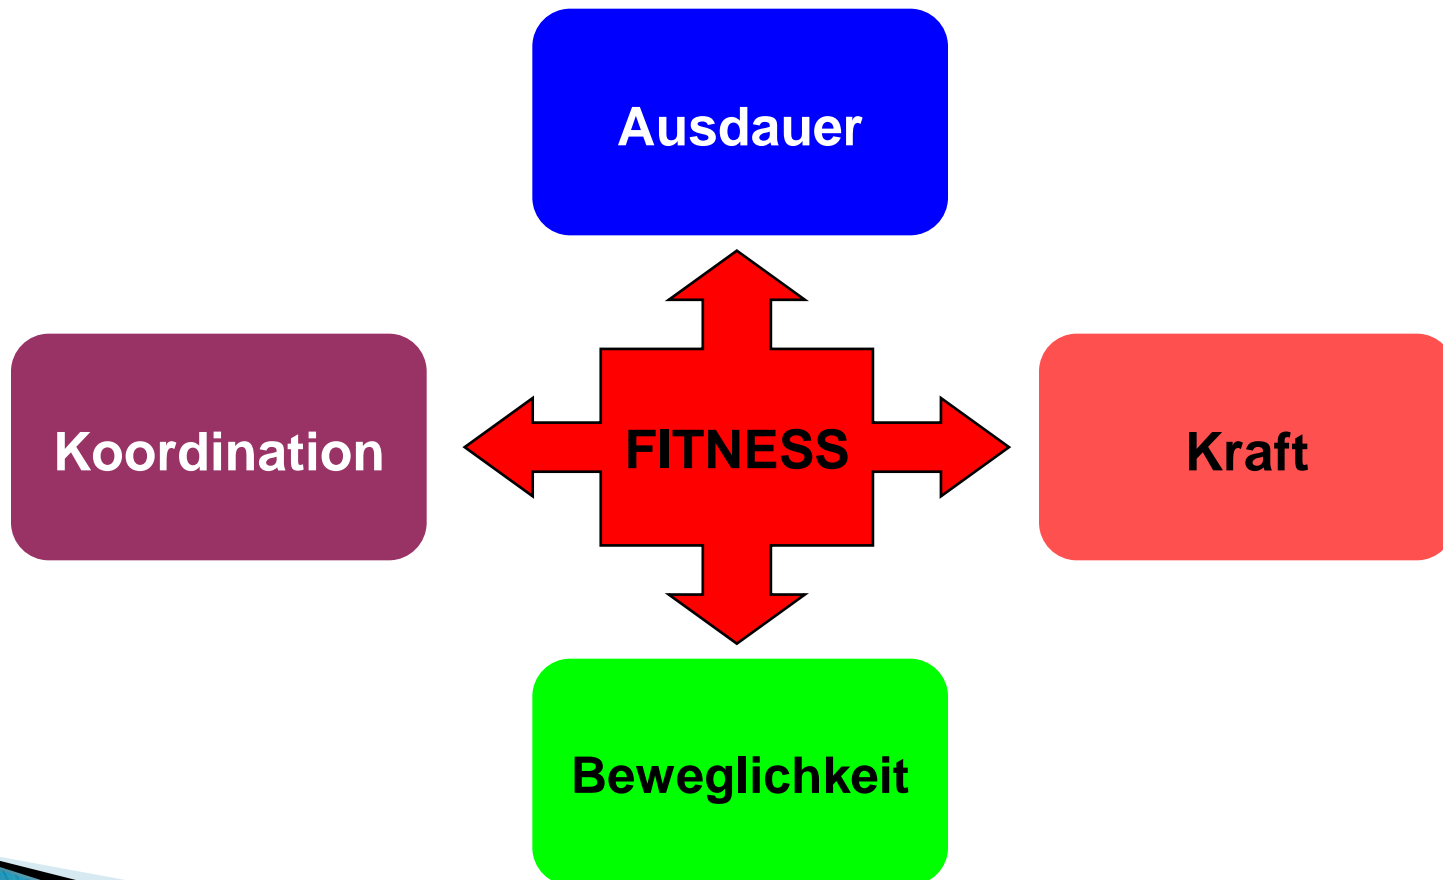 Ausdauer
Koordination
FITNESS
Kraft
Beweglichkeit